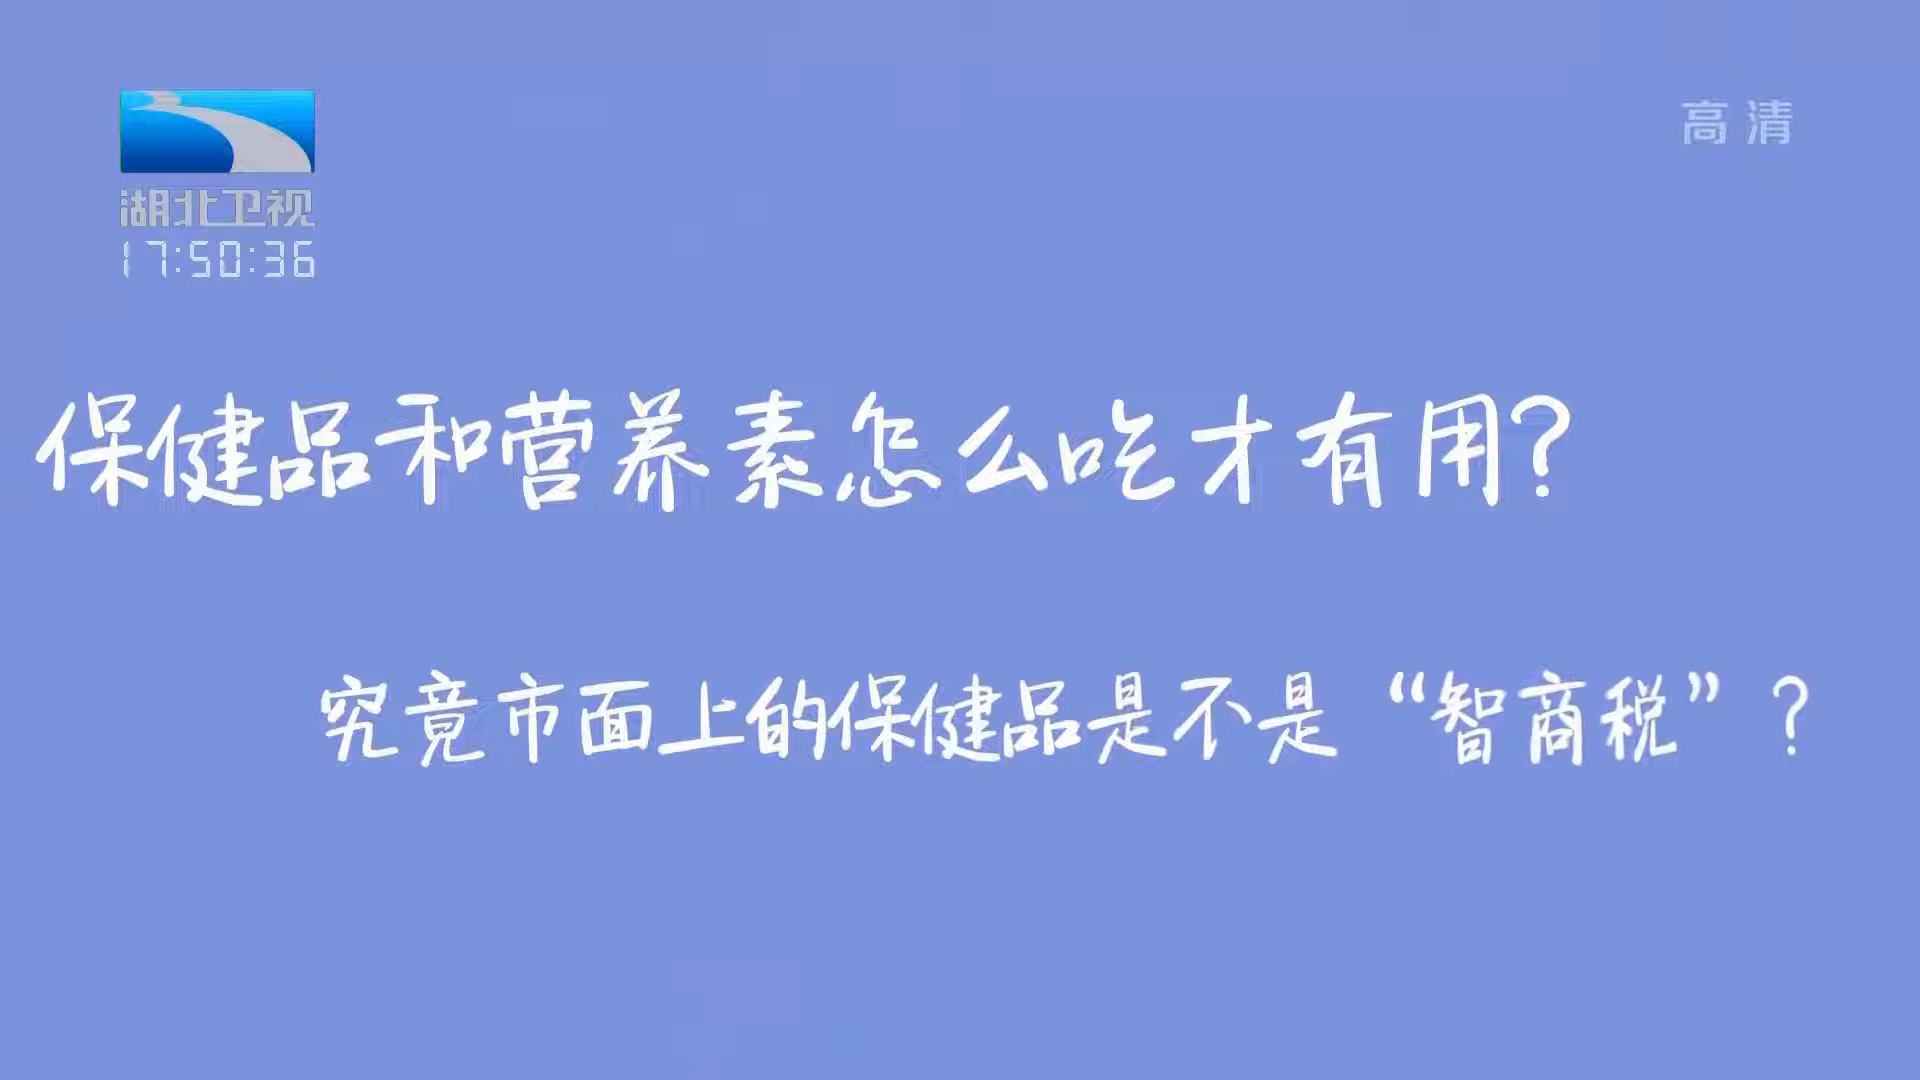 高清
湖北卫视
17:50:36
保健品和营养素怎么吃才有用?
究竟市面上的保健品是不是“智商税”?